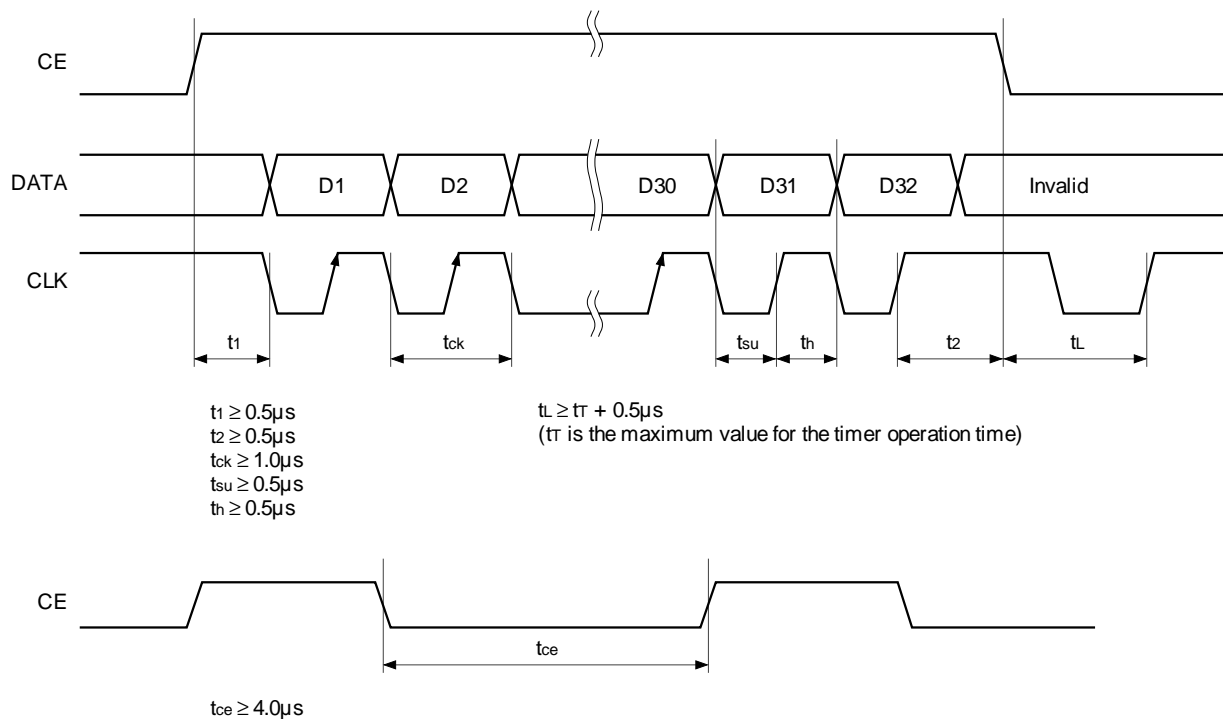 CE
DATA D1 D2 D30 D31 D32 Invalid
CLK
t1 tck tsu th t2 tL
t1 ≥ 0.5µs
t2 ≥ 0.5µs
tck ≥ 1.0µs
tsu ≥ 0.5µs
th ≥ 0.5µs
tL ≥ tT + 0.5µs
(tT is the maximum value for the timer operation time)
CE
tce
tce ≥ 4.0µs